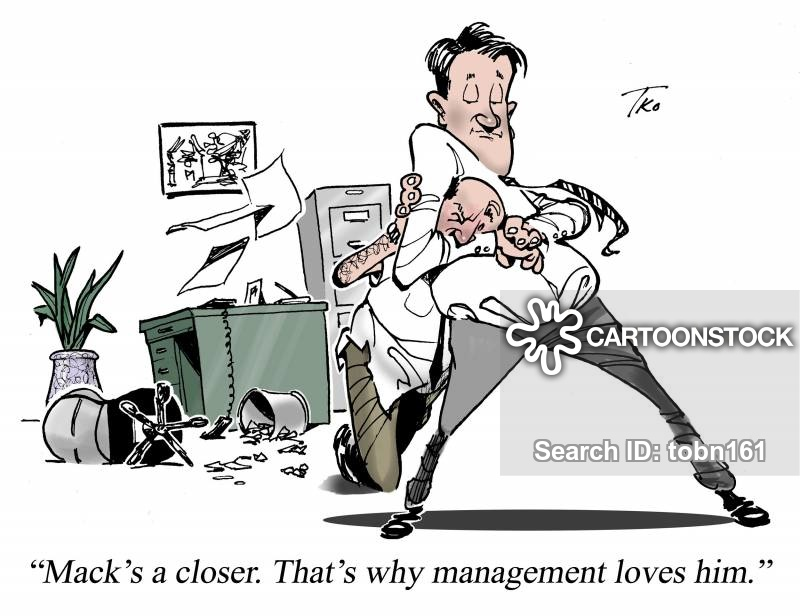 TKO
CARTOONSTOCK
Search ID: tobn161
“Mack’s a closer. That’s why management loves him.”